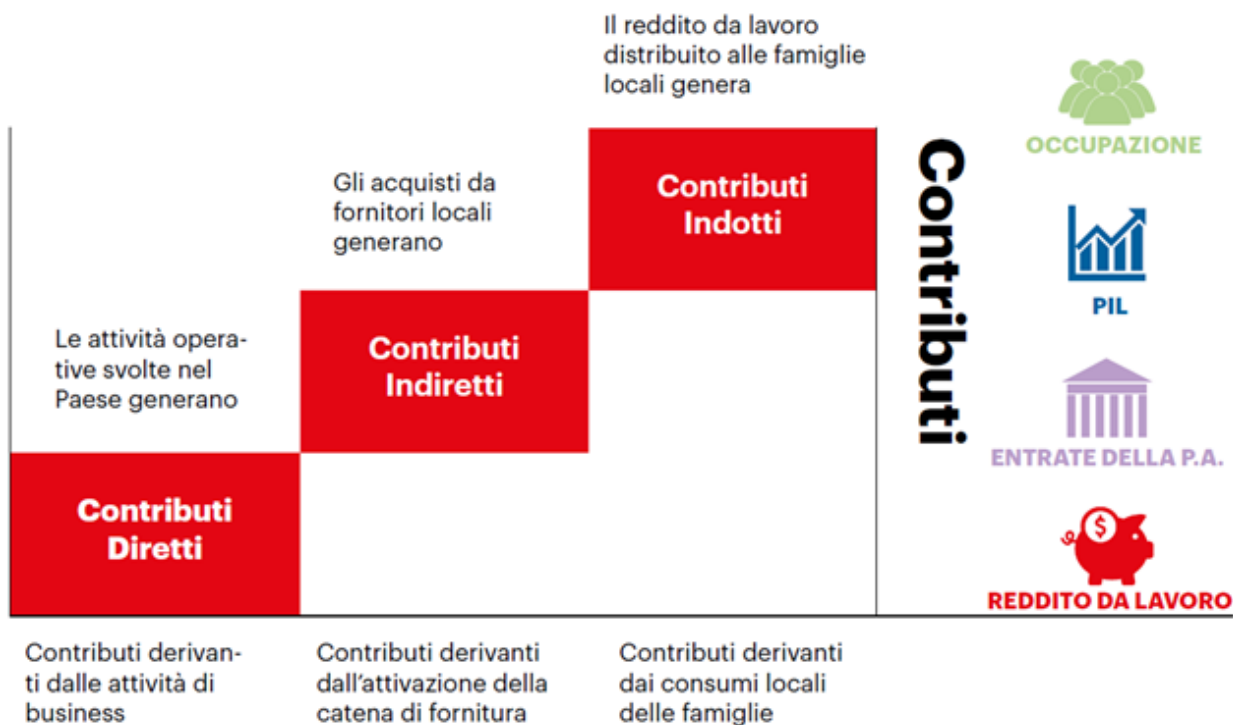 Il reddito da lavoro
distribuito alle famiglie
locali genera
Contributi
Indotti
Gli acquisti da
fornitori locali
generano
Contributi
Indiretti
Le attività opera-
tive svolte nel
Paese generano
Contributi
Diretti
Contributi derivan-
ti dalle attività di
business
Contributi derivanti
dall'attivazione della
catena di fornitura
Contributi derivanti
dai consumi locali
delle famiglie
Contributi
OCCUPAZIONE
PIL
ENTRATE DELLA P.A.
$
REDDITO DA LAVORO